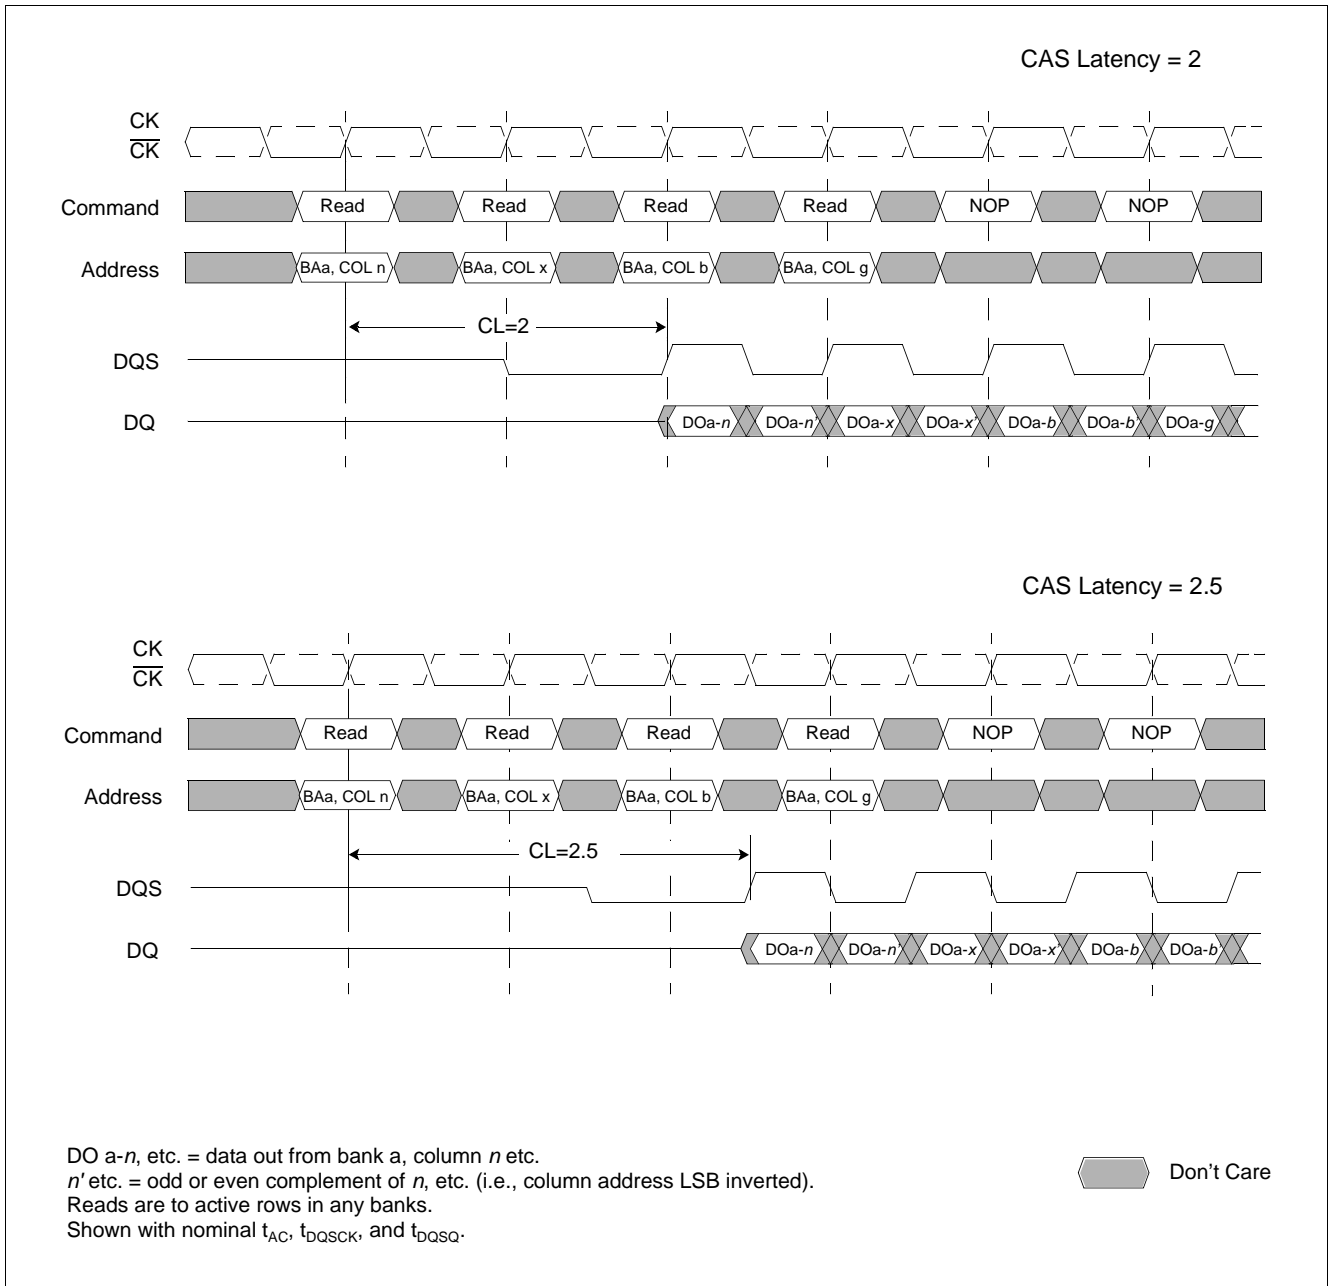 CAS Latency = 2
CK
CK
Command
Read Read Read Read NOP NOP
Address
BAa, COL n BAa, COL x BAa, COL b BAa, COL g
CL=2
DQS
DQ
DOa-n DOa-n' DOa-x DOa-x' DOa-b DOa-b' DOa-g
CAS Latency = 2.5
CK
CK
Command
Read Read Read Read NOP NOP
Address
BAa, COL n BAa, COL x BAa, COL b BAa, COL g
CL=2.5
DQS
DQ
DOa-n DOa-n' DOa-x DOa-x' DOa-b DOa-b'
DO a-n, etc. = data out from bank a, column n etc.
n' etc. = odd or even complement of n, etc. (i.e., column address LSB inverted).
Reads are to active rows in any banks.
Shown with nominal tAC, tDQSCK, and tDQSQ.
Don't Care